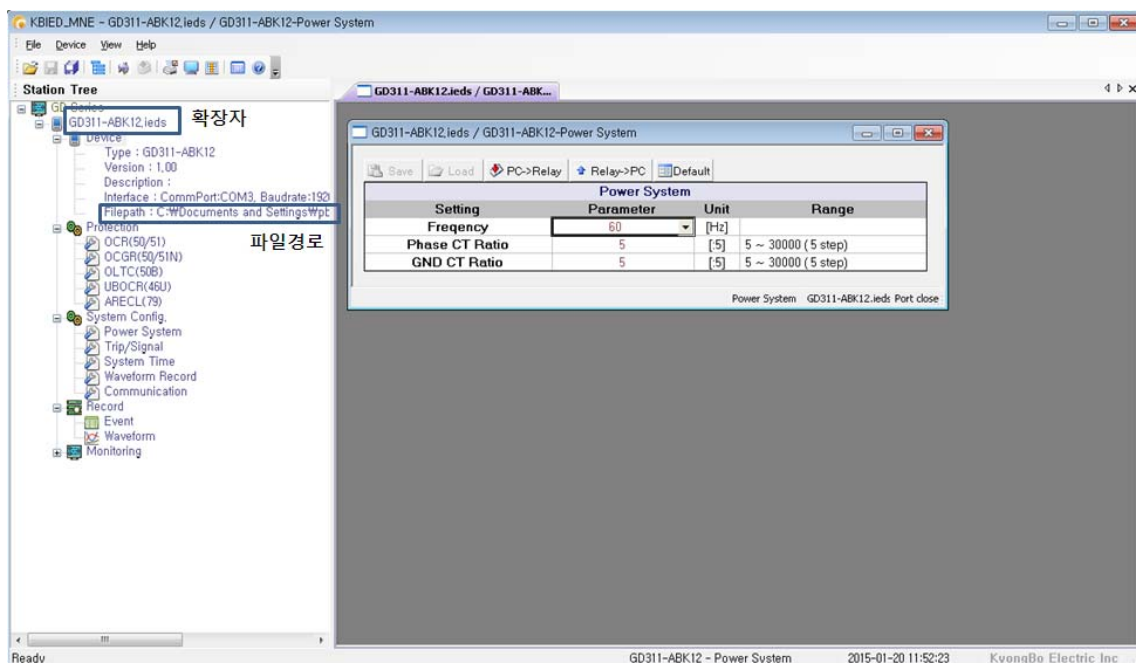 KBIED_MNE - GD311-ABK12.ieds / GD311-ABK12-Power System
File Device View Help
Station Tree
GD311-ABK12.ieds / GD311-ABK...
GD Series
GD311-ABK12.ieds
확장자
Device
Type : GD311-ABK12
Version : 1.00
Description :
Interface : CommPort:COM3, Baudrate:192
Filepath : C:₩Documents and Settings₩pb
파일경로
Protection
OCR(50/51)
OCGR(50/51N)
OLTC(50B)
UBOCR(46U)
ARECL(79)
System Config.
Power System
Trip/Signal
System Time
Waveform Record
Communication
Record
Event
Waveform
Monitoring
GD311-ABK12.ieds / GD311-ABK12-Power System
Save Load PC->Relay Relay->PC Default
Power System
Setting Parameter Unit Range
Freqency 60 [Hz]
Phase CT Ratio 5 [:5] 5 ~ 30000 ( 5 step)
GND CT Ratio 5 [:5] 5 ~ 30000 ( 5 step)
Power System GD311-ABK12.ieds Port close
Ready GD311-ABK12 - Power System 2015-01-20 11:52:23 KyongBo Electric Inc